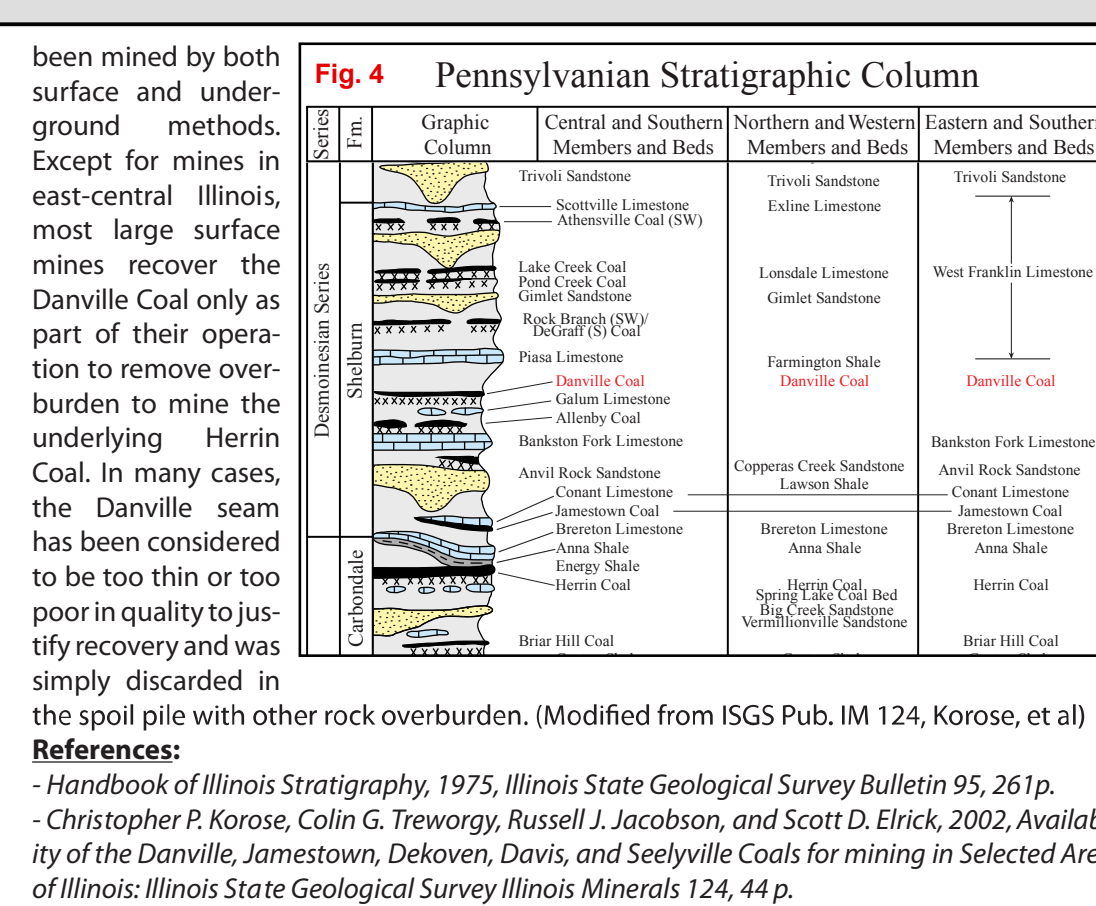 been mined by both
surface and under-
ground methods.
Except for mines in
east-central Illinois,
most large surface
mines recover the
Danville Coal only as
part of their opera-
tion to remove over-
burden to mine the
underlying Herrin
Coal. In many cases,
the Danville seam
has been considered
to be too thin or too
poor in quality to jus-
tify recovery and was
simply discarded in
the spoil pile with other rock overburden. (Modified from ISGS Pub. IM 124, Korose, et al)
Fig. 4 Pennsylvanian Stratigraphic Column
Series
Fm.
Graphic
Column
Central and Southern
Members and Beds
Northern and Western
Members and Beds
Eastern and Southern
Members and Beds
Desmoinesian Series
Shelburn
Carbondale
Trivoli Sandstone
Scottville Limestone
Athensville Coal (SW)
Lake Creek Coal
Pond Creek Coal
Gimlet Sandstone
Rock Branch (SW)/
DeGraff (S) Coal
Piasa Limestone
Danville Coal
Galum Limestone
Allenby Coal
Bankston Fork Limestone
Anvil Rock Sandstone
Conant Limestone
Jamestown Coal
Brereton Limestone
Anna Shale
Energy Shale
Herrin Coal
Briar Hill Coal
Trivoli Sandstone
Exline Limestone
Lonsdale Limestone
Gimlet Sandstone
Farmington Shale
Danville Coal
Copperas Creek Sandstone
Lawson Shale
Brereton Limestone
Anna Shale
Herrin Coal
Spring Lake Coal Bed
Big Creek Sandstone
Vermillionville Sandstone
Trivoli Sandstone
West Franklin Limestone
Danville Coal
Bankston Fork Limestone
Anvil Rock Sandstone
Conant Limestone
Jamestown Coal
Brereton Limestone
Anna Shale
Herrin Coal
Briar Hill Coal
References:
- Handbook of Illinois Stratigraphy, 1975, Illinois State Geological Survey Bulletin 95, 261p.
- Christopher P. Korose, Colin G. Treworgy, Russell J. Jacobson, and Scott D. Elrick, 2002, Availab
ity of the Danville, Jamestown, Dekoven, Davis, and Seelyville Coals for mining in Selected Are
of Illinois: Illinois State Geological Survey Illinois Minerals 124, 44 p.